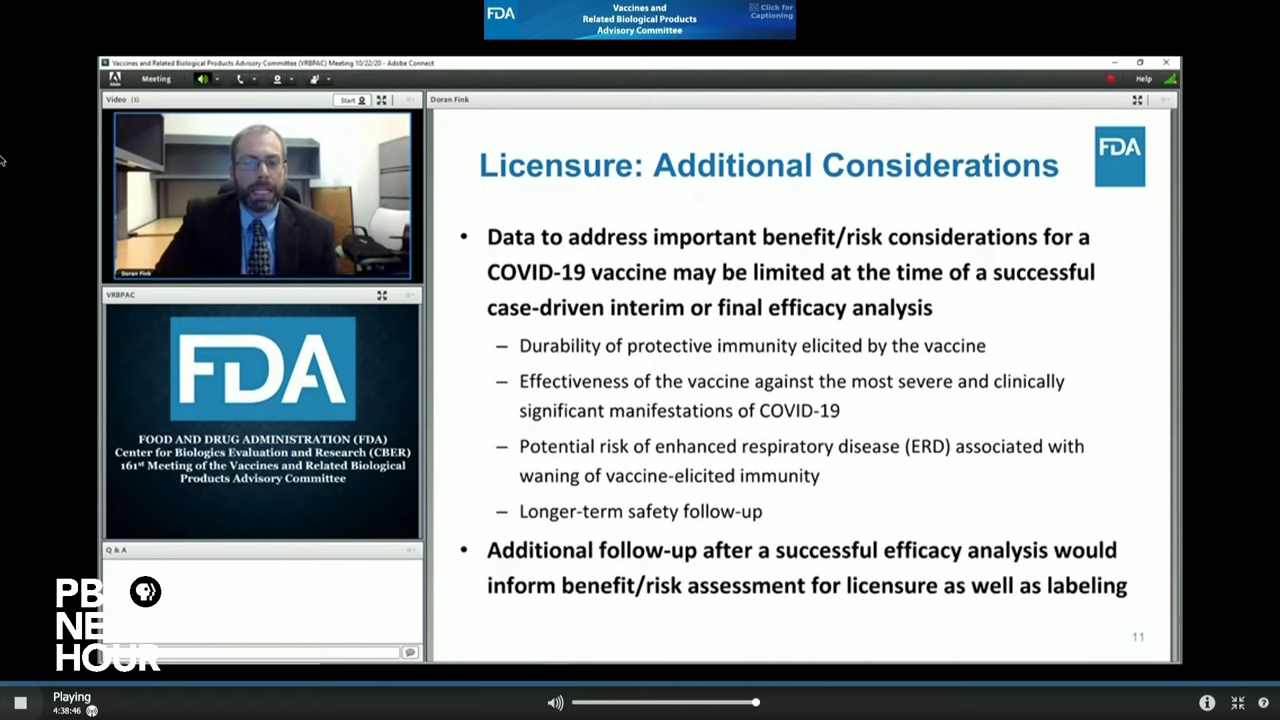 FDA
Vaccines and
Related Biological Products
Advisory Committee
Click for
Captioning
Vaccines and Related Biological Products Advisory Committee (VRBPAC) Meeting 10/22/20 - Adobe Connect
Meeting
Help
Video (1)
Start
Doran Fink
Doran Fink
VRBPAC
FDA
FOOD AND DRUG ADMINISTRATION (FDA)
Center for Biologics Evaluation and Research (CBER)
161st Meeting of the Vaccines and Related Biological
Products Advisory Committee
Q & A
Licensure: Additional Considerations
FDA
• Data to address important benefit/risk considerations for a
COVID-19 vaccine may be limited at the time of a successful
case-driven interim or final efficacy analysis
– Durability of protective immunity elicited by the vaccine
– Effectiveness of the vaccine against the most severe and clinically
significant manifestations of COVID-19
– Potential risk of enhanced respiratory disease (ERD) associated with
waning of vaccine-elicited immunity
– Longer-term safety follow-up
• Additional follow-up after a successful efficacy analysis would
inform benefit/risk assessment for licensure as well as labeling
11
PBS
NEWS
HOUR
Playing
4:38:46